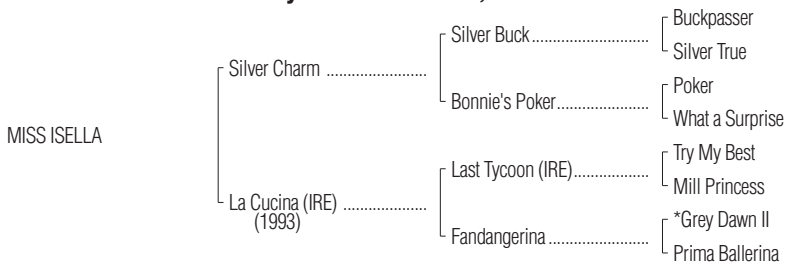 Buckpasser
Silver Buck
Silver True
Silver Charm
Poker
Bonnie's Poker
What a Surprise
MISS ISELLA
Try My Best
Last Tycoon (IRE)
Mill Princess
La Cucina (IRE)
(1993)
*Grey Dawn II
Fandangerina
Prima Ballerina